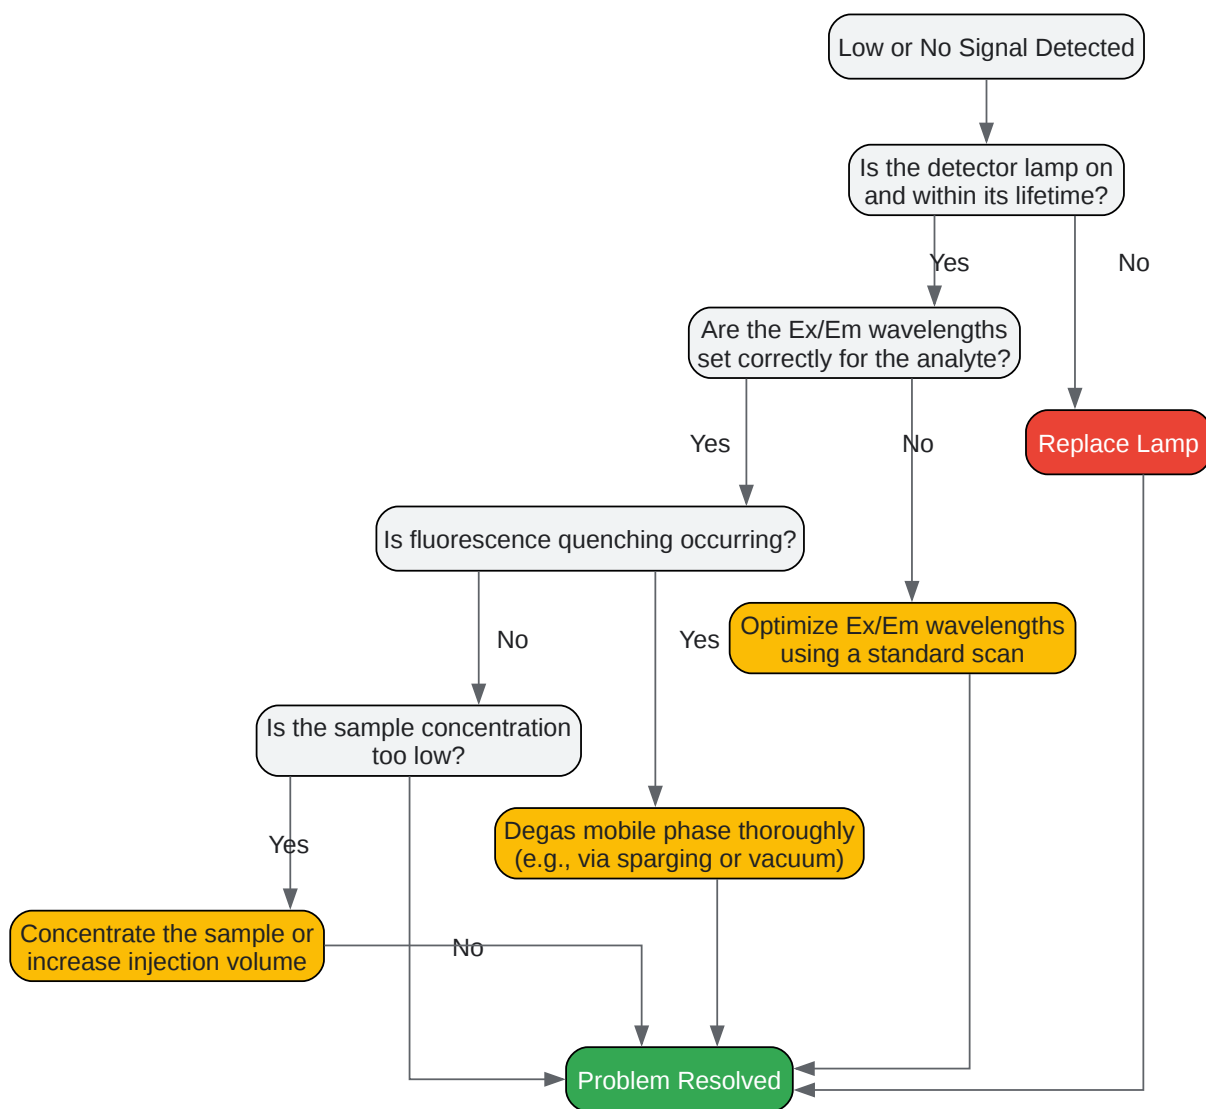 Low or No Signal Detected
Is the detector lamp on
and within its lifetime?
Yes
No
Are the Ex/Em wavelengths
set correctly for the analyte?
Yes
No
Replace Lamp
Is fluorescence quenching occurring?
No
Yes
Optimize Ex/Em wavelengths
using a standard scan
Is the sample concentration
too low?
Yes
Degas mobile phase thoroughly
(e.g., via sparging or vacuum)
Concentrate the sample or
increase injection volume
No
Problem Resolved